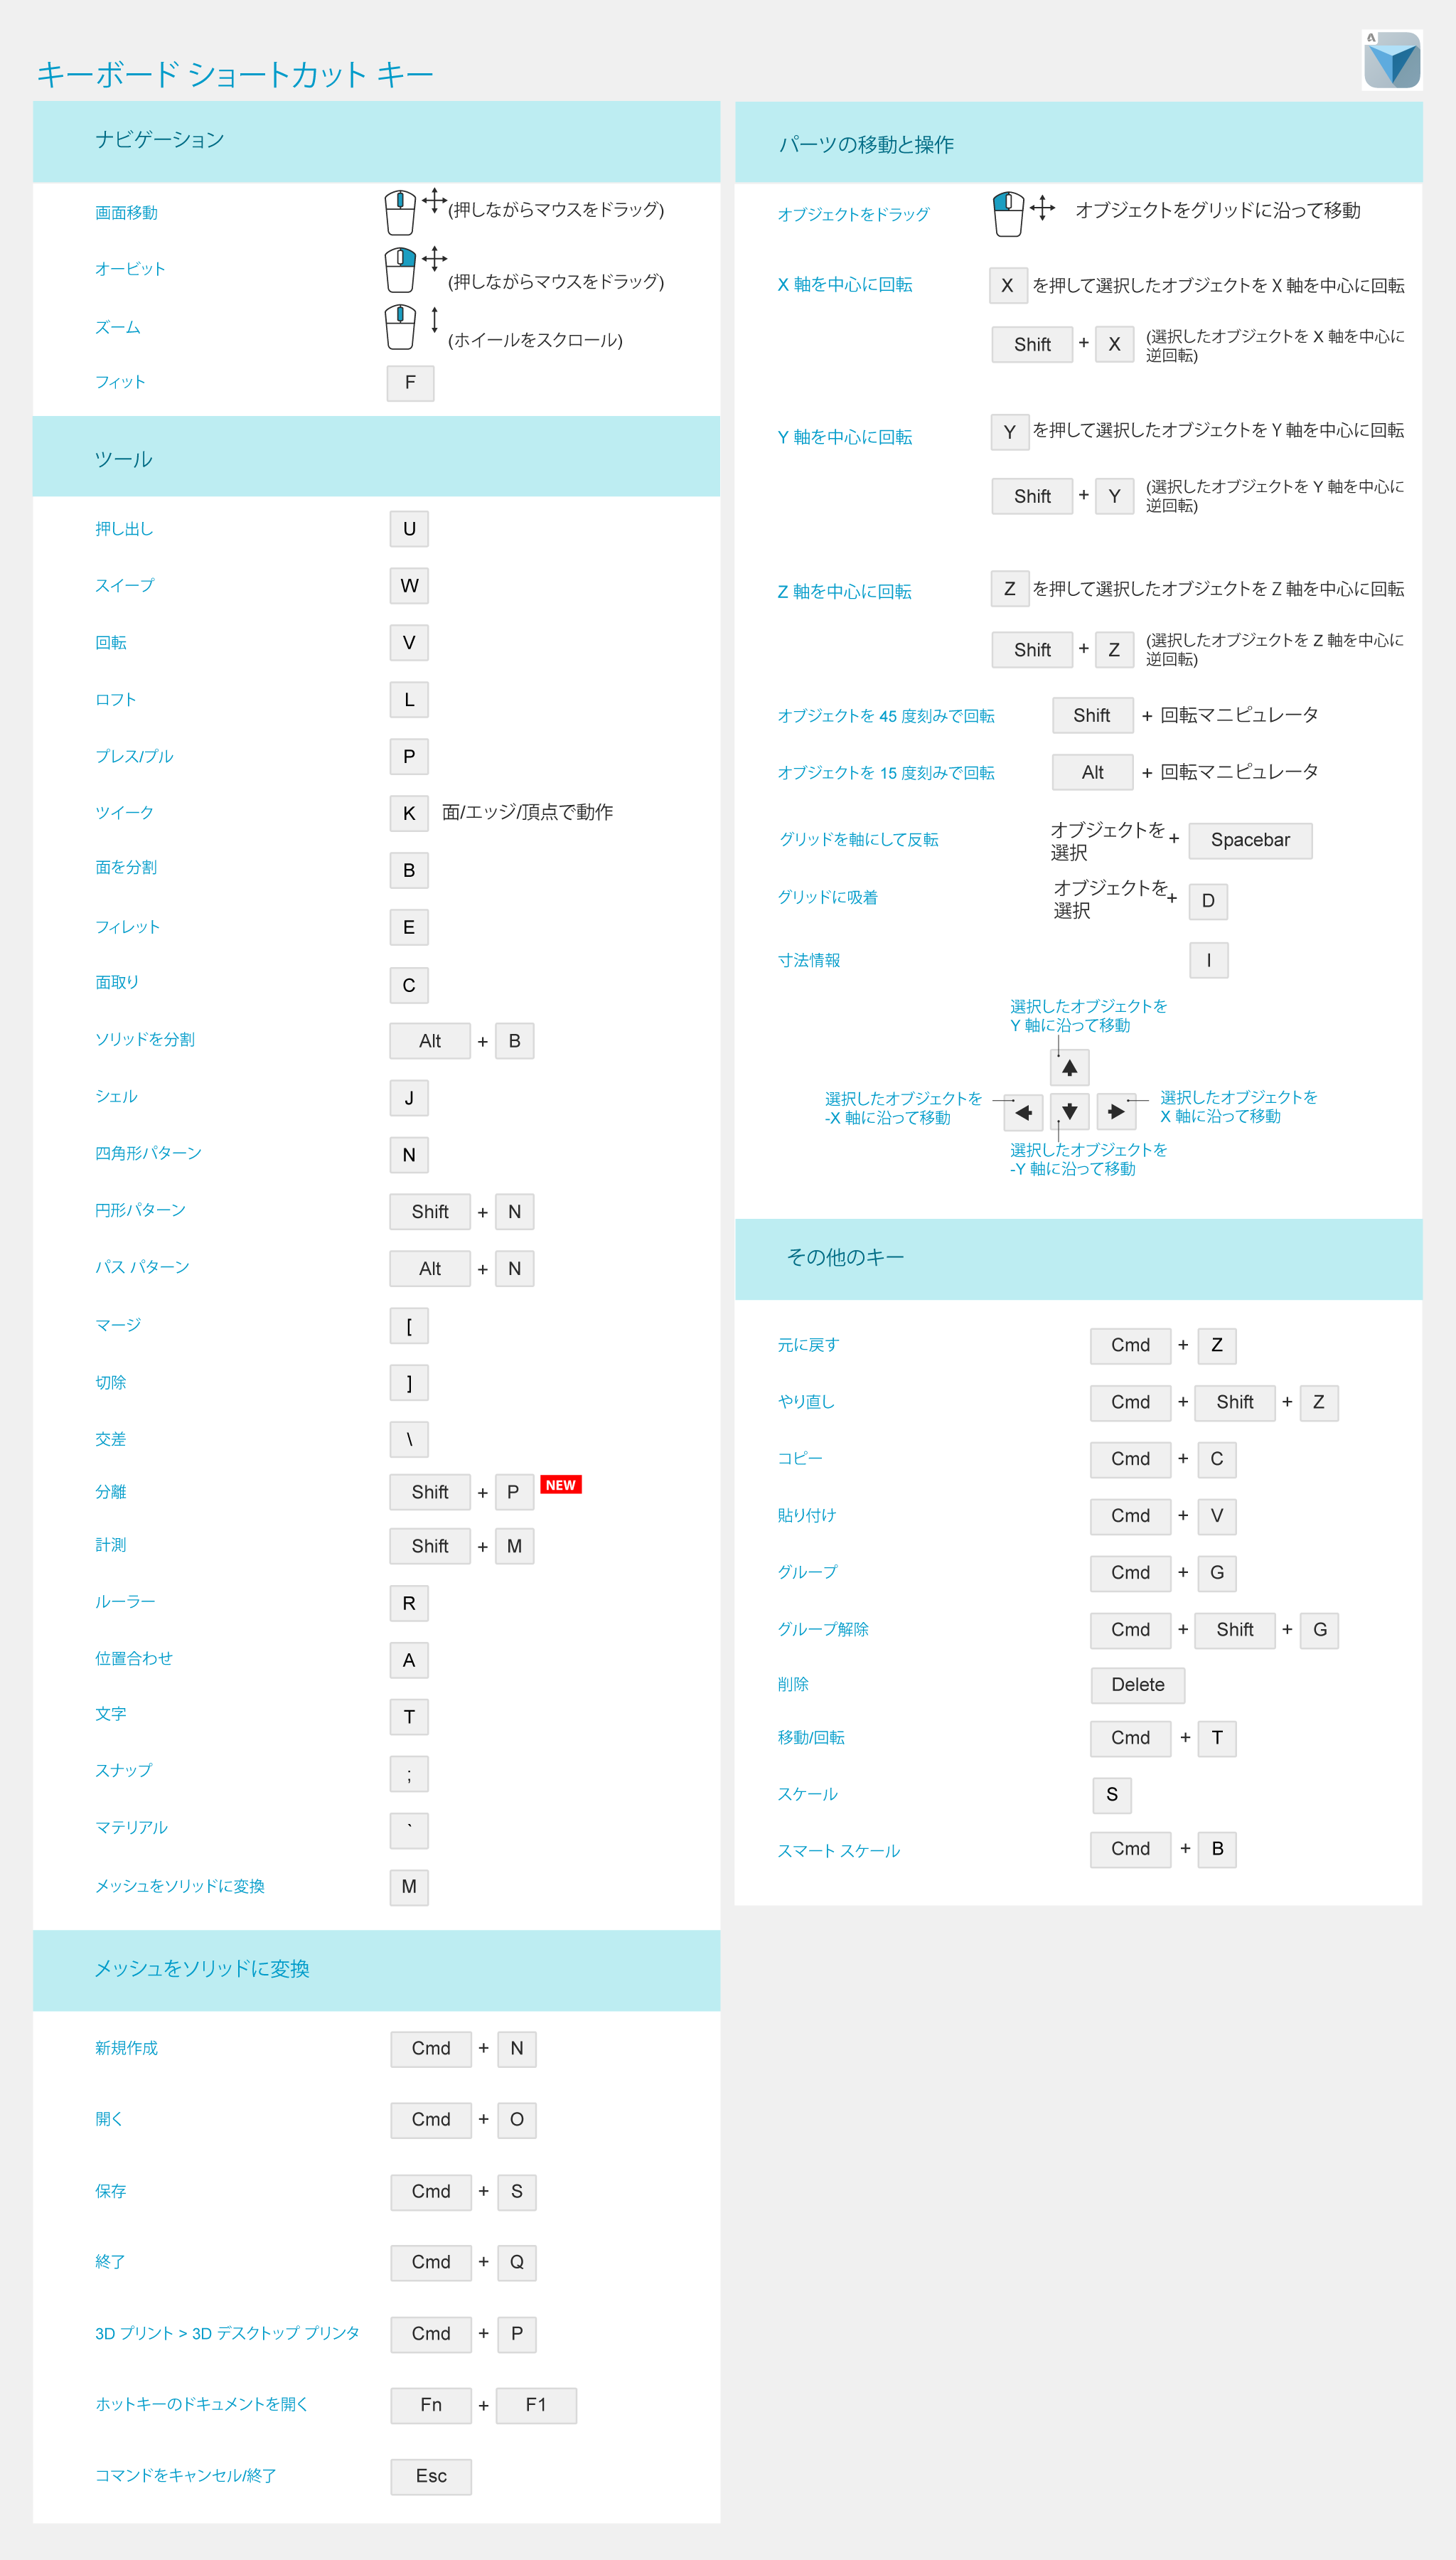 キーボード ショートカット キー
ナビゲーション
画面移動 (押しながらマウスをドラッグ)
オービット (押しながらマウスをドラッグ)
ズーム (ホイールをスクロール)
フィット F
ツール
押し出し U
スイープ W
回転 V
ロフト L
プレス/プル P
ツイーク K 面/エッジ/頂点で動作
面を分割 B
フィレット E
面取り C
ソリッドを分割 Alt + B
シェル J
四角形パターン N
円形パターン Shift + N
パス パターン Alt + N
マージ [
切除 ]
交差 \
分離 Shift + P NEW
計測 Shift + M
ルーラー R
位置合わせ A
文字 T
スナップ ;
マテリアル `
メッシュをソリッドに変換 M
メッシュをソリッドに変換
新規作成 Cmd + N
開く Cmd + O
保存 Cmd + S
終了 Cmd + Q
3D プリント > 3D デスクトップ プリンタ Cmd + P
ホットキーのドキュメントを開く Fn + F1
コマンドをキャンセル/終了 Esc
A
パーツの移動と操作
オブジェクトをドラッグ オブジェクトをグリッドに沿って移動
X 軸を中心に回転 X を押して選択したオブジェクトを X 軸を中心に回転
Shift + X (選択したオブジェクトを X 軸を中心に
逆回転)
Y 軸を中心に回転 Y を押して選択したオブジェクトを Y 軸を中心に回転
Shift + Y (選択したオブジェクトを Y 軸を中心に
逆回転)
Z 軸を中心に回転 Z を押して選択したオブジェクトを Z 軸を中心に回転
Shift + Z (選択したオブジェクトを Z 軸を中心に
逆回転)
オブジェクトを 45 度刻みで回転 Shift + 回転マニピュレータ
オブジェクトを 15 度刻みで回転 Alt + 回転マニピュレータ
グリッドを軸にして反転 オブジェクトを
選択 + Spacebar
グリッドに吸着 オブジェクトを
選択 + D
寸法情報 I
選択したオブジェクトを
Y 軸に沿って移動
選択したオブジェクトを
-X 軸に沿って移動
選択したオブジェクトを
X 軸に沿って移動
選択したオブジェクトを
-Y 軸に沿って移動
その他のキー
元に戻す Cmd + Z
やり直し Cmd + Shift + Z
コピー Cmd + C
貼り付け Cmd + V
グループ Cmd + G
グループ解除 Cmd + Shift + G
削除 Delete
移動/回転 Cmd + T
スケール S
スマート スケール Cmd + B